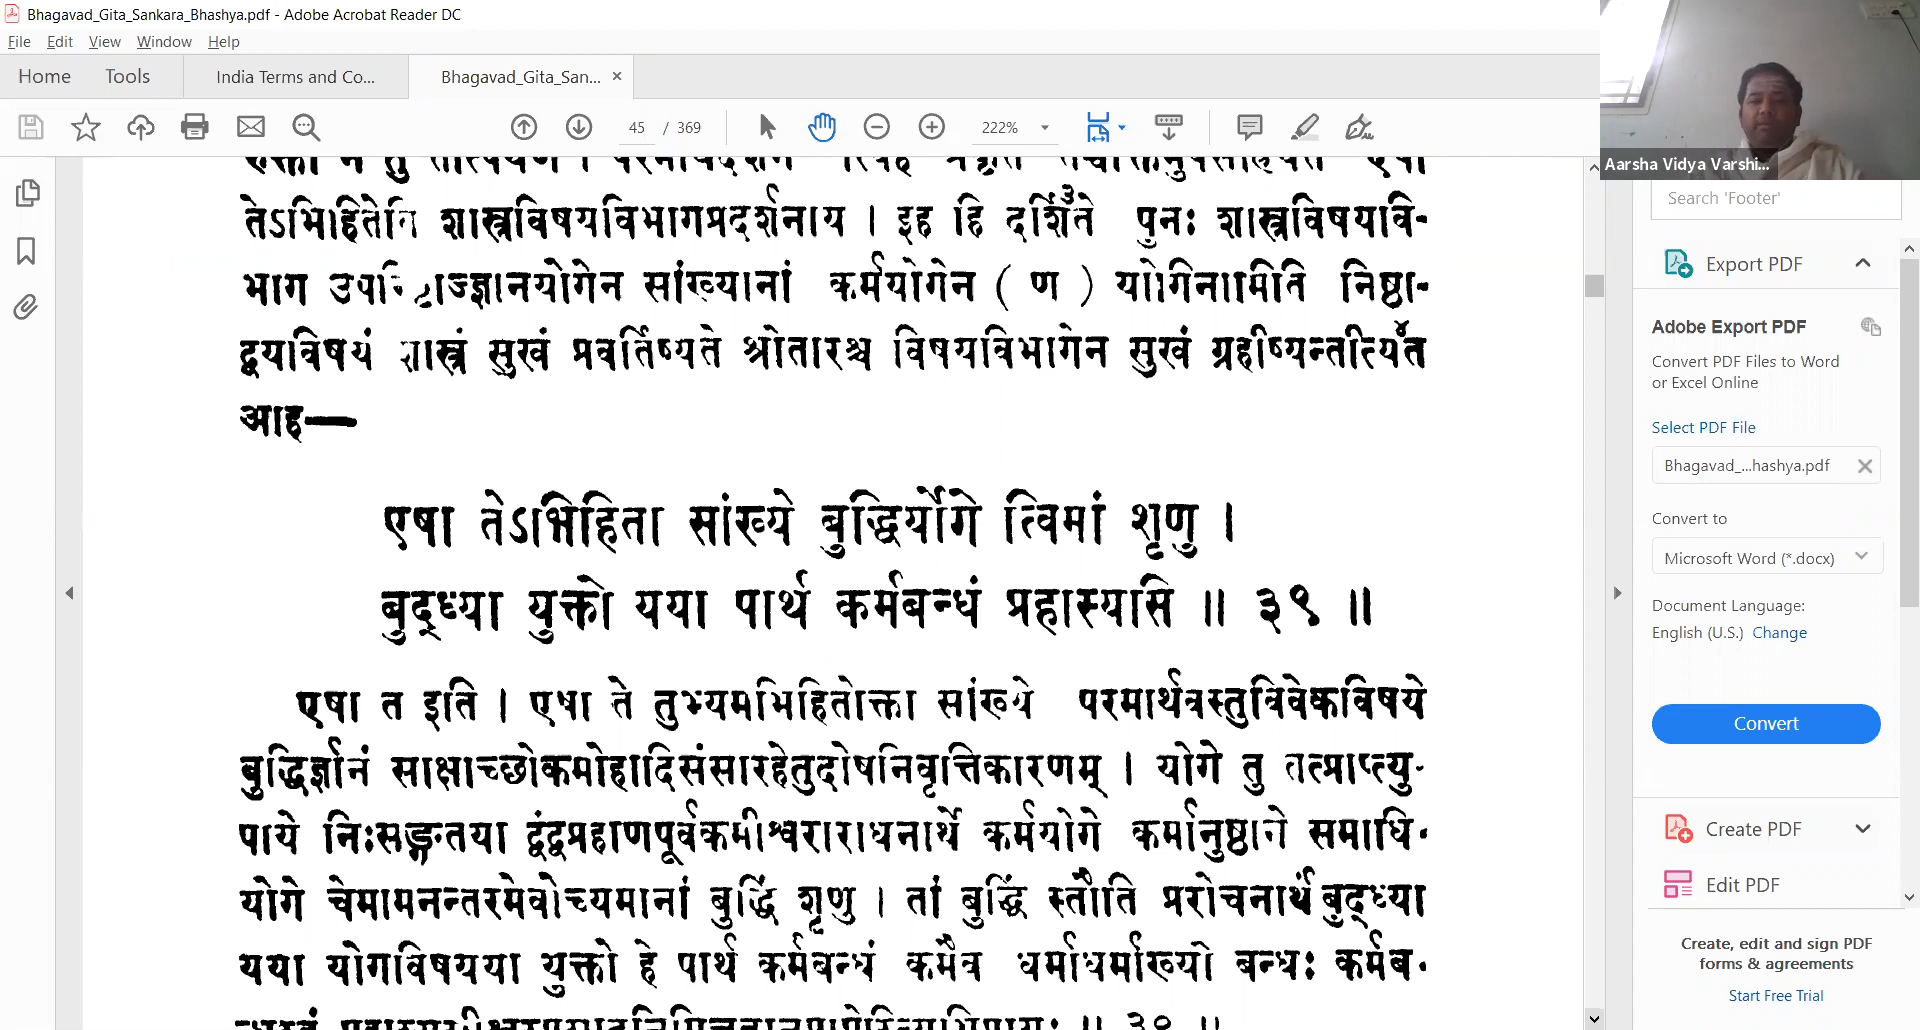 Bhagavad_Gita_Sankara_Bhashya.pdf - Adobe Acrobat Reader DC
File Edit View Window Help
Home Tools India Terms and Co... Bhagavad_Gita_San... ×
45 / 369 222%
Aarsha Vidya Varshi...
तेऽभिहितेति शास्त्रविषयविभागप्रदर्शनाय । इह हि दर्शिते पुनः शास्त्रविषयवि-
भाग ज्ज्ञानयोगेन सांख्यानां कर्मयोगेन ( ण ) योगिनामिति निष्ठा-
द्वयविषयं शास्त्रं सुखं प्रवर्तिष्यते श्रोतारश्च विषयविभागेन सुखं ग्रहीष्यन्तीत्यत
आह—
एषा तेऽभिहिता सांख्ये बुद्धिर्योगे त्विमां शृणु ।
बुद्ध्या युक्तो यया पार्थ कर्मबन्धं प्रहास्यसि ॥ ३९ ॥
एषा त इति । एषा ते तुभ्यमभिहितोक्ता सांख्ये परमार्थवस्तुविवेकविषये
बुद्धिर्ज्ञानं साक्षाच्छोकमोहादिसंसारहेतुदोषनिवृत्तिकारणम् । योगे तु तत्प्राप्त्यु-
पाये निःसङ्गतया द्वंद्वप्रहाणपूर्वकमीश्वराराधनार्थे कर्मयोगे कर्मानुष्ठाने समाधि-
योगे चेमामनन्तरमेवोच्यमानां बुद्धिं शृणु । तां बुद्धिं स्तौति प्ररोचनार्थं बुद्ध्या
यया योगविषयया युक्तो हे पार्थ कर्मबन्धं कर्मैव धर्माधर्माख्यो बन्धः कर्मब-
Search 'Footer'
Export PDF
Adobe Export PDF
Convert PDF Files to Word
or Excel Online
Select PDF File
Bhagavad_...hashya.pdf
Convert to
Microsoft Word (*.docx)
Document Language:
English (U.S.) Change
Convert
Create PDF
Edit PDF
Create, edit and sign PDF
forms & agreements
Start Free Trial